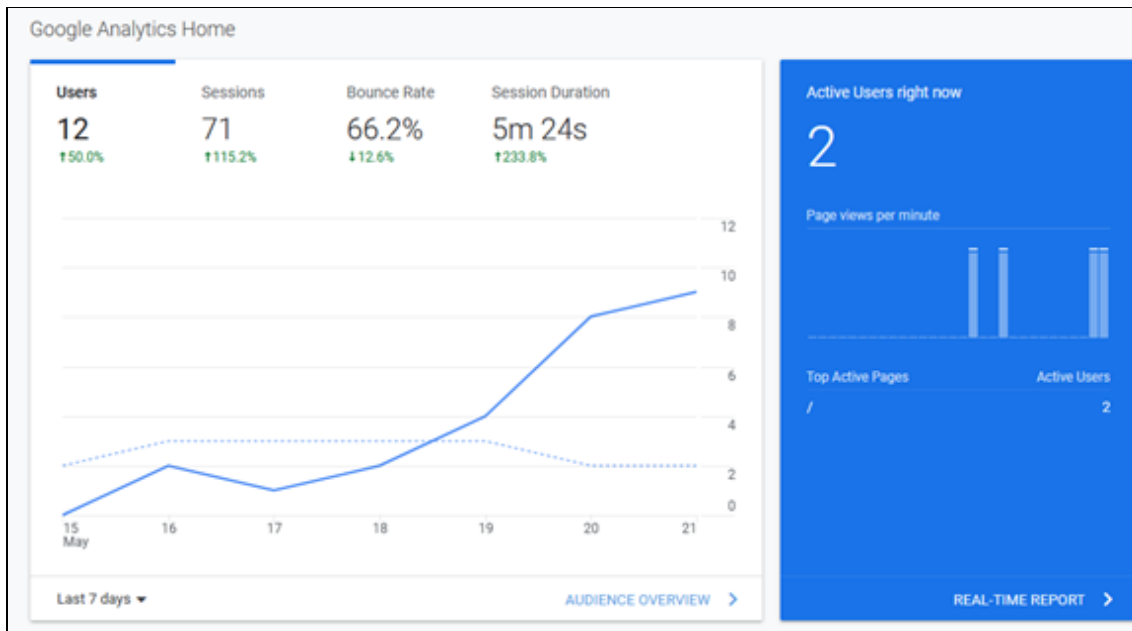 Google Analytics Home
Users Sessions Bounce Rate Session Duration
12 71 66.2% 5m 24s
↑50.0% ↑115.2% ↓12.6% ↑233.8%
12
10
8
6
4
2
0
15 16 17 18 19 20 21
May
Last 7 days
AUDIENCE OVERVIEW
Active Users right now
2
Page views per minute
Top Active Pages Active Users
/ 2
REAL-TIME REPORT